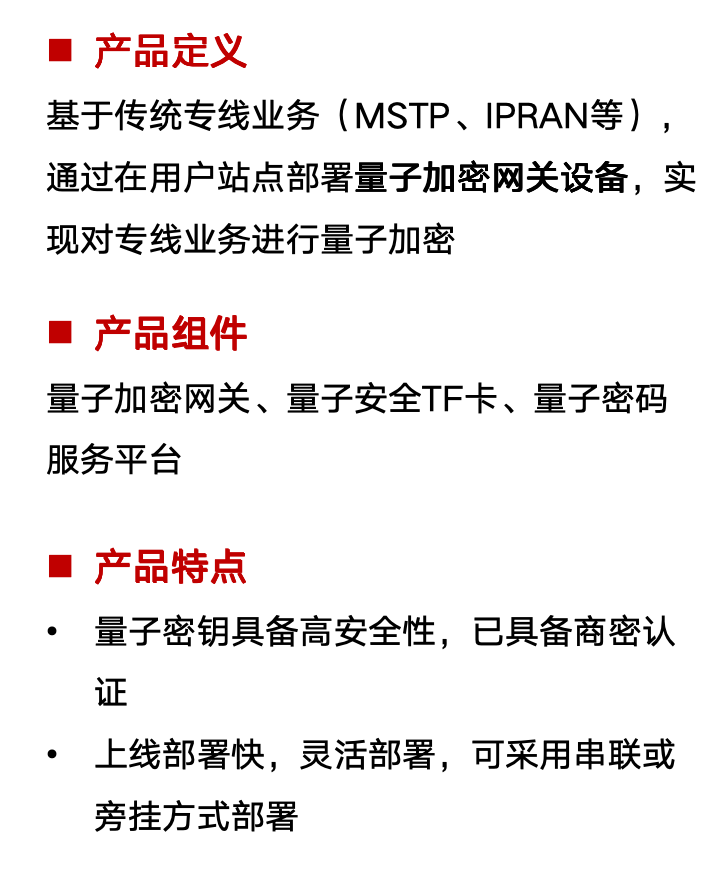 ■ 产品定义
基于传统专线业务（MSTP、IPRAN等），
通过在用户站点部署量子加密网关设备，实
现对专线业务进行量子加密
■ 产品组件
量子加密网关、量子安全TF卡、量子密码
服务平台
■ 产品特点
• 量子密钥具备高安全性，已具备商密认
证
• 上线部署快，灵活部署，可采用串联或
旁挂方式部署